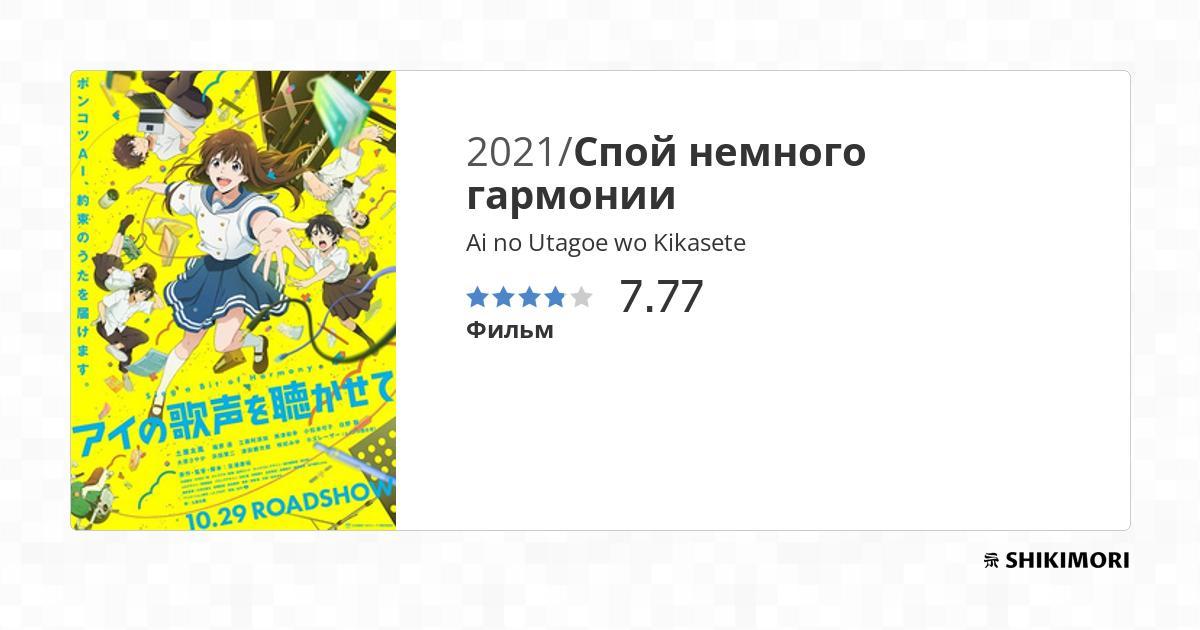 ポンコツAI、約束のうたを届けます。
Sing a Bit of Harmony
アイの歌声を聴かせて
10.29 ROADSHOW
2021/Спой немного
гармонии
Ai no Utagoe wo Kikasete
7.77
Фильм
SHIKIMORI